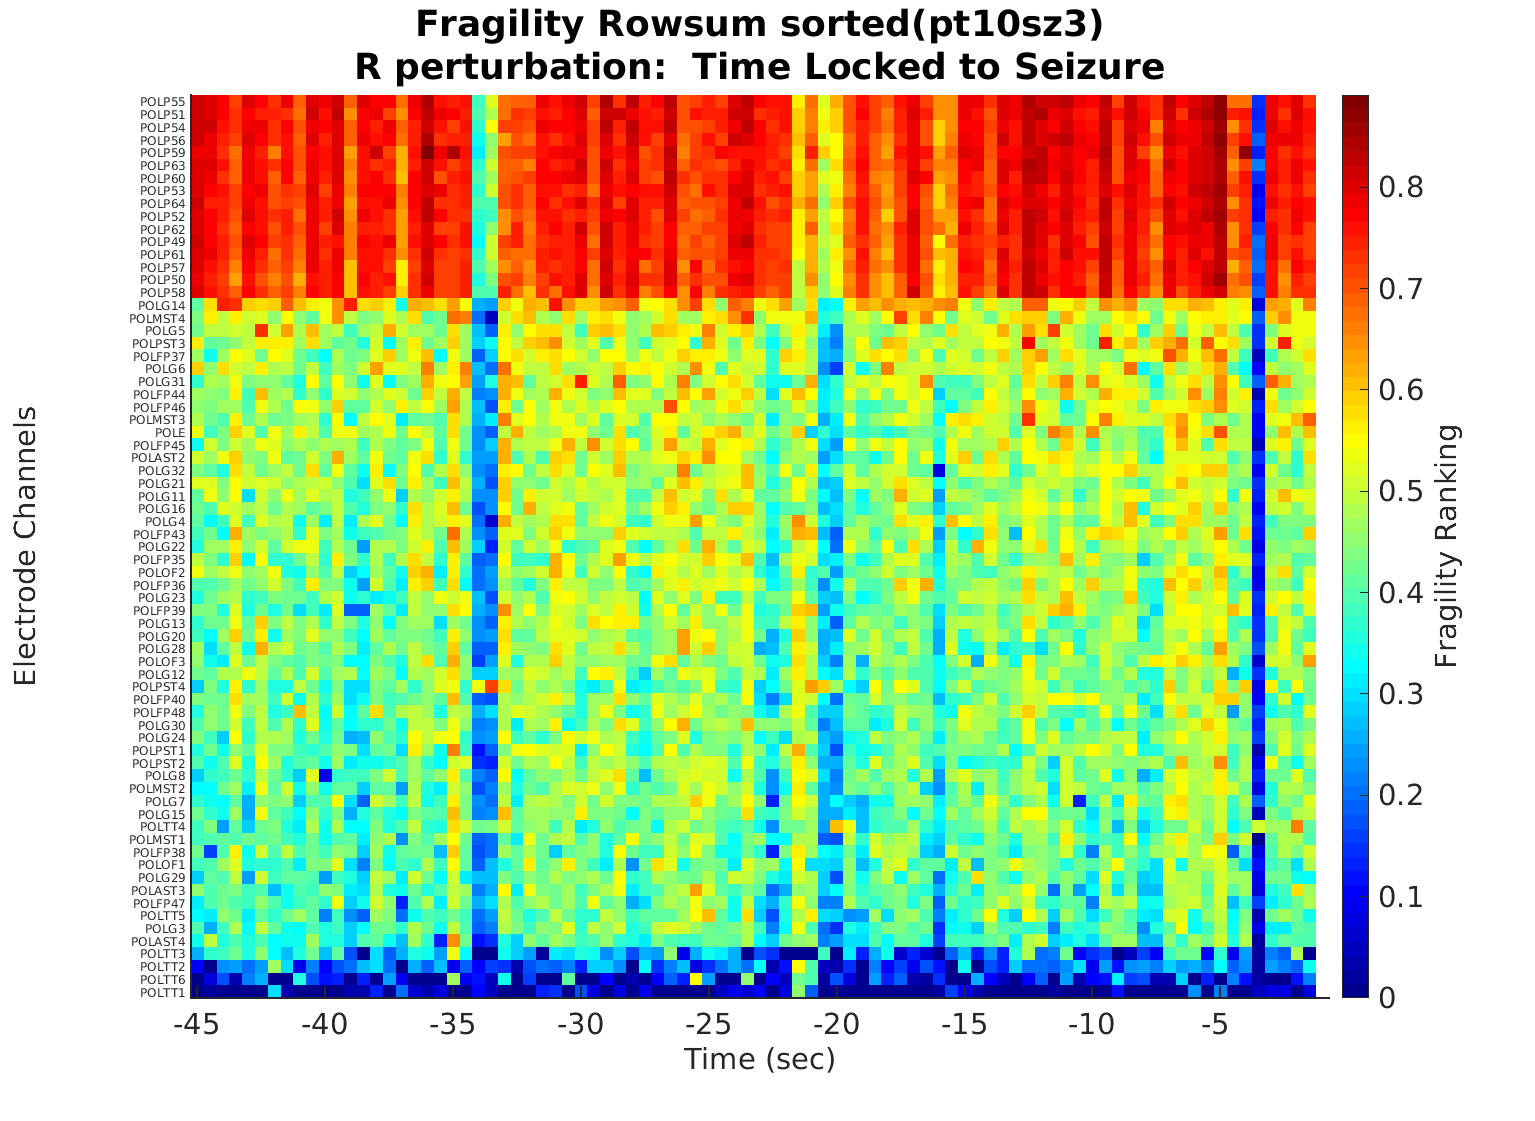 Fragility Rowsum sorted(pt10sz3)
R perturbation:  Time Locked to Seizure
Electrode Channels
POLP55
POLP51
POLP54
POLP56
POLP59
POLP63
POLP60
POLP53
POLP64
POLP52
POLP62
POLP49
POLP61
POLP57
POLP50
POLP58
POLG14
POLMST4
POLG5
POLPST3
POLFP37
POLG6
POLG31
POLFP44
POLFP46
POLMST3
POLE
POLFP45
POLAST2
POLG32
POLG21
POLG11
POLG16
POLG4
POLFP43
POLG22
POLFP35
POLOF2
POLFP36
POLG23
POLFP39
POLG13
POLG20
POLG28
POLOF3
POLG12
POLPST4
POLFP40
POLFP48
POLG30
POLG24
POLPST1
POLPST2
POLG8
POLMST2
POLG7
POLG15
POLTT4
POLMST1
POLFP38
POLOF1
POLG29
POLAST3
POLFP47
POLTT5
POLG3
POLAST4
POLTT3
POLTT2
POLTT6
POLTT1
-45 -40 -35 -30 -25 -20 -15 -10 -5
Time (sec)
0.8
0.7
0.6
0.5
0.4
0.3
0.2
0.1
0
Fragility Ranking